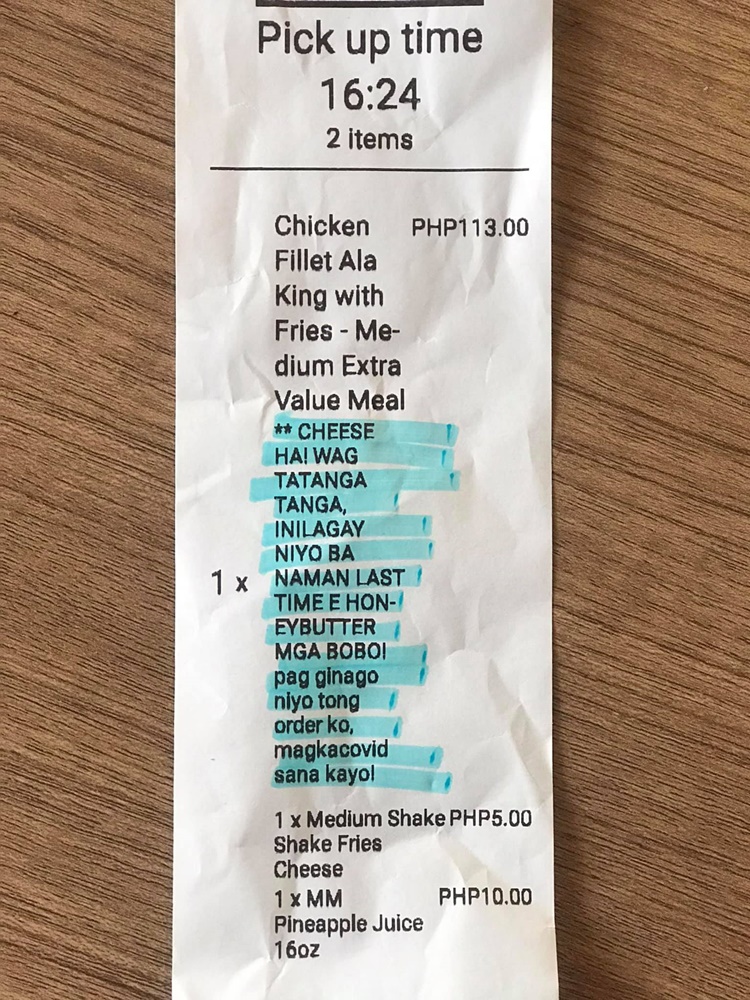 Pick up time
16:24
2 items
Chicken PHP113.00
Fillet Ala
King with
Fries - Me-
dium Extra
Value Meal
** CHEESE
HA! WAG
TATANGA
TANGA,
INILAGAY
NIYO BA
1 x NAMAN LAST
TIME E HON-
EYBUTTER
MGA BOBO!
pag ginago
niyo tong
order ko,
magkacovid
sana kayo!
1 x Medium Shake PHP5.00
Shake Fries
Cheese
1 x MM PHP10.00
Pineapple Juice
16oz